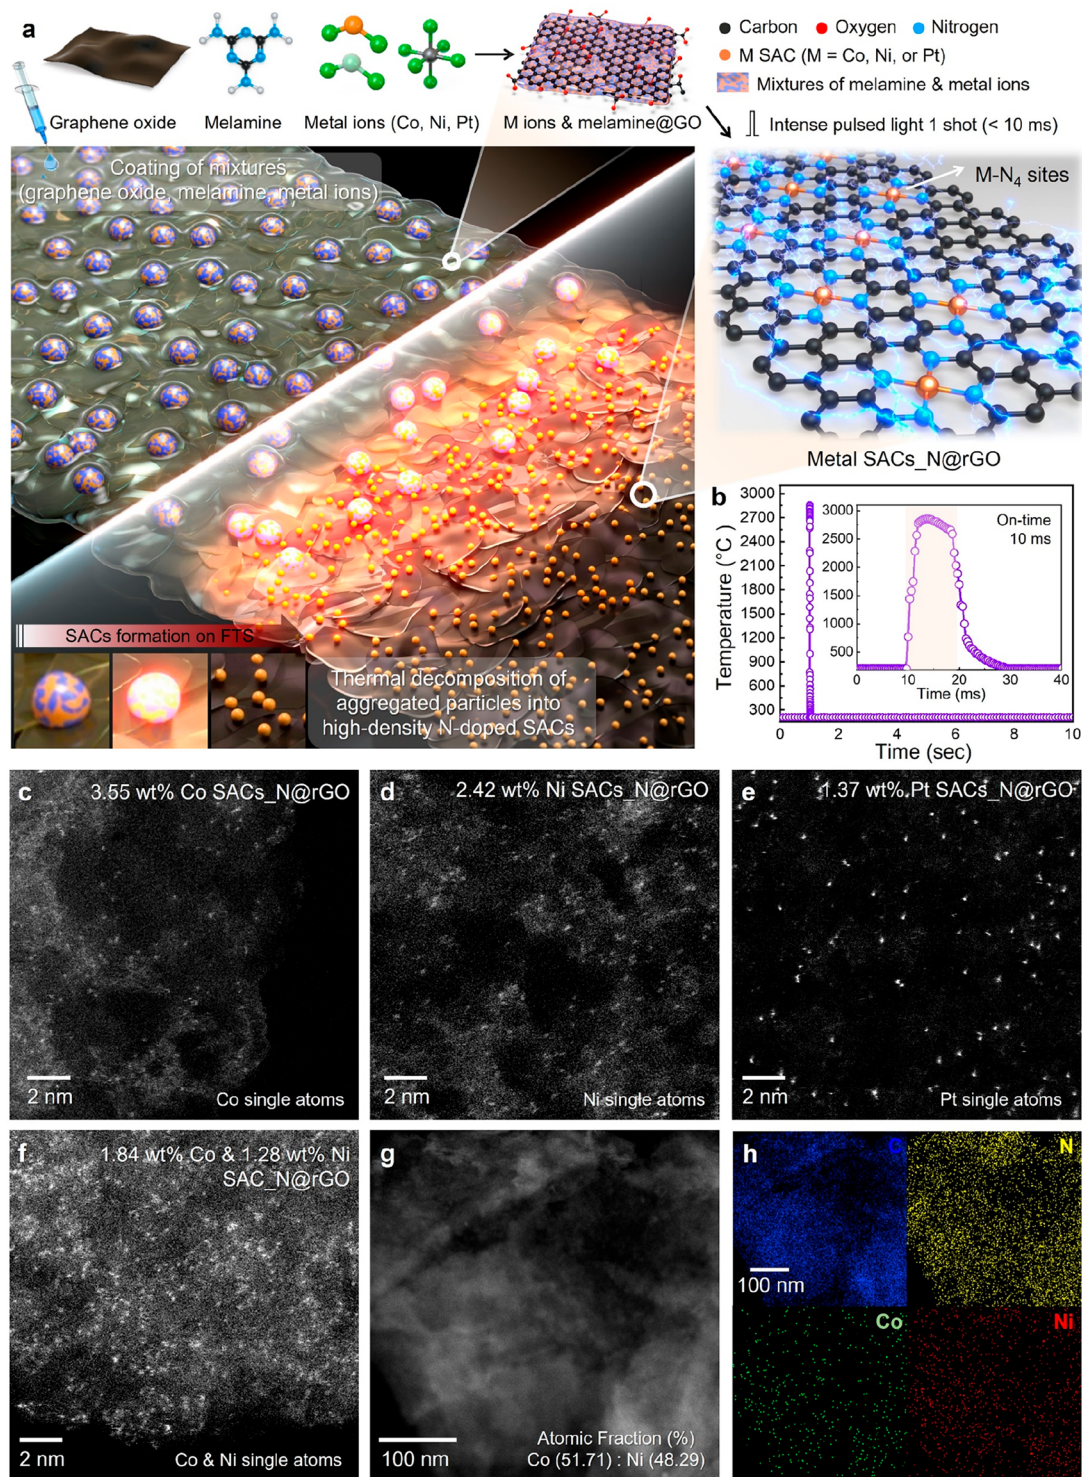 a
Graphene oxide
Melamine
Metal ions (Co, Ni, Pt)
M ions & melamine@GO
Carbon
Oxygen
Nitrogen
M SAC (M = Co, Ni, or Pt)
Mixtures of melamine & metal ions
Intense pulsed light 1 shot (< 10 ms)
Coating of mixtures
(graphene oxide, melamine, metal ions)
M-N4 sites
Metal SACs_N@rGO
SACs formation on FTS
Thermal decomposition of
aggregated particles into
high-density N-doped SACs
b
Temperature (°C)
3000
2700
2400
2100
1800
1500
1200
900
600
300
0
2
4
6
8
10
Time (sec)
3000
2500
2000
1500
1000
500
On-time
10 ms
0
10
20
30
40
Time (ms)
c
3.55 wt% Co SACs_N@rGO
2 nm
Co single atoms
d
2.42 wt% Ni SACs_N@rGO
2 nm
Ni single atoms
e
1.37 wt% Pt SACs_N@rGO
2 nm
Pt single atoms
f
1.84 wt% Co & 1.28 wt% Ni
SAC_N@rGO
2 nm
Co & Ni single atoms
g
100 nm
Atomic Fraction (%)
Co (51.71) : Ni (48.29)
h
C
N
100 nm
Co
Ni